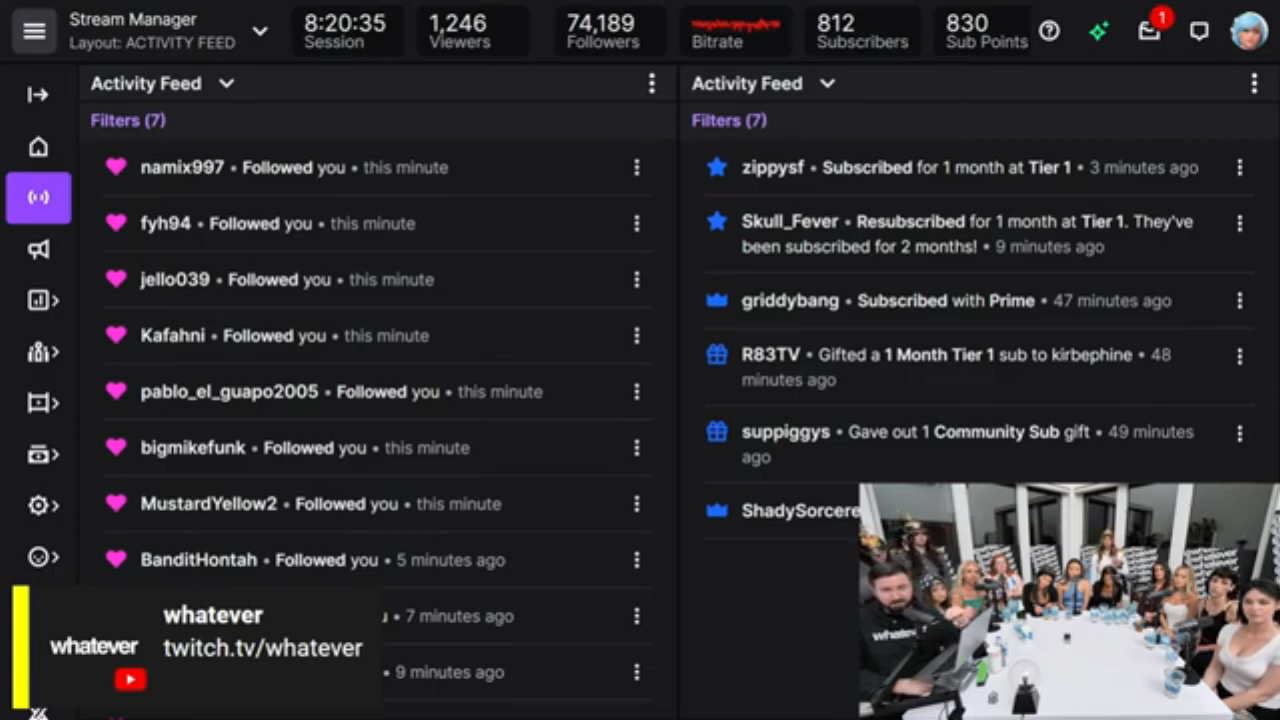 Stream Manager
Layout: ACTIVITY FEED
8:20:35
Session
1,246
Viewers
74,189
Followers
Bitrate
812
Subscribers
830
Sub Points
1
Activity Feed
Filters (7)
namix997 • Followed you • this minute
fyh94 • Followed you • this minute
jello039 • Followed you • this minute
Kafahni • Followed you • this minute
pablo_el_guapo2005 • Followed you • this minute
bigmikefunk • Followed you • this minute
MustardYellow2 • Followed you • this minute
BanditHontah • Followed you • 5 minutes ago
• 7 minutes ago
• 9 minutes ago
Activity Feed
Filters (7)
zippysf • Subscribed for 1 month at Tier 1 • 3 minutes ago
Skull_Fever • Resubscribed for 1 month at Tier 1. They've
been subscribed for 2 months! • 9 minutes ago
griddybang • Subscribed with Prime • 47 minutes ago
R83TV • Gifted a 1 Month Tier 1 sub to kirbephine • 48
minutes ago
suppiggys • Gave out 1 Community Sub gift • 49 minutes
ago
ShadySorcere
whatever
whatever
twitch.tv/whatever